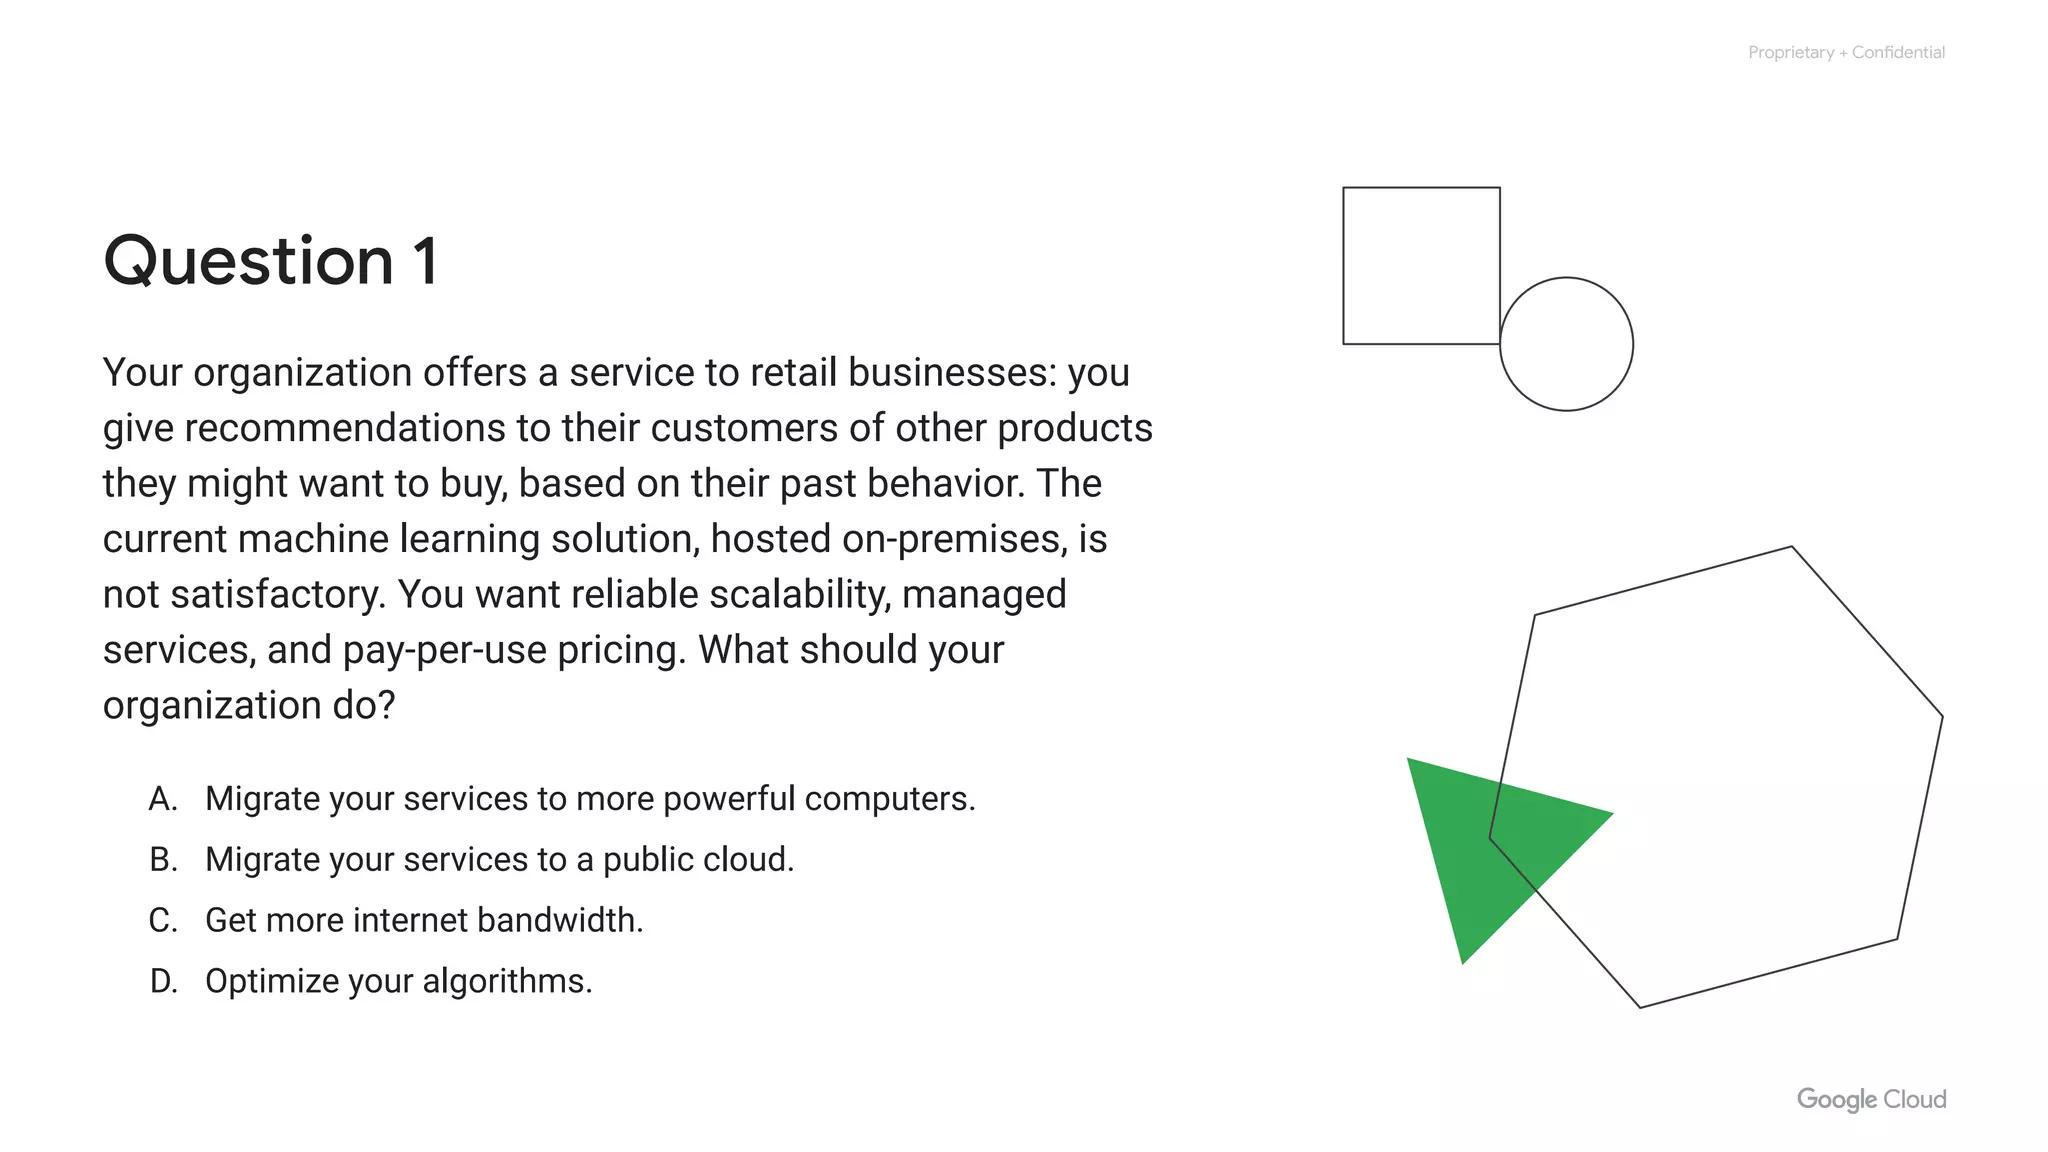 Proprietary + Confidential
Question 1
Your organization offers a service to retail businesses: you
give recommendations to their customers of other products
they might want to buy, based on their past behavior. The
current machine learning solution, hosted on-premises, is
not satisfactory. You want reliable scalability, managed
services, and pay-per-use pricing. What should your
organization do?
A. Migrate your services to more powerful computers.
B. Migrate your services to a public cloud.
C. Get more internet bandwidth.
D. Optimize your algorithms.
Google Cloud